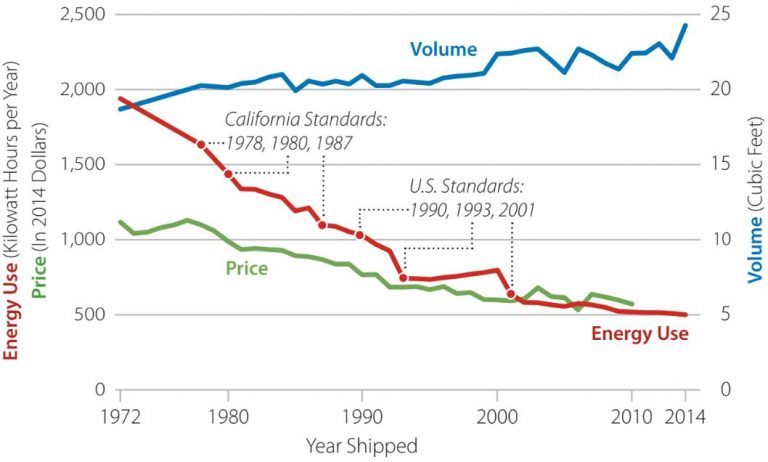 Energy Use (Kilowatt Hours per Year)
Price (In 2014 Dollars)
2,500
2,000
1,500
1,000
500
0
Volume
California Standards:
1978, 1980, 1987
U.S. Standards:
1990, 1993, 2001
Price
Energy Use
25
20
15
10
5
0
Volume
(Cubic Feet)
1972
1980
1990
2000
2010
2014
Year Shipped